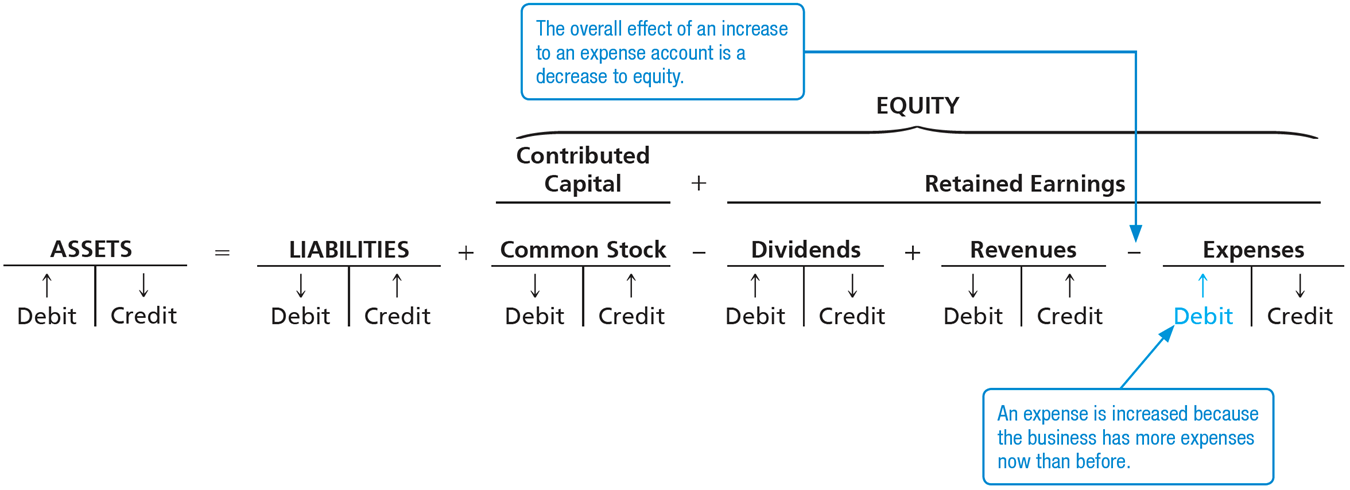 The overall effect of an increase
to an expense account is a
decrease to equity.
EQUITY
Contributed
Capital + Retained Earnings
ASSETS = LIABILITIES + Common Stock − Dividends + Revenues − Expenses
↑ ↓ ↓ ↑ ↓ ↑ ↑ ↓ ↓ ↑ ↑ ↓
Debit Credit Debit Credit Debit Credit Debit Credit Debit Credit Debit Credit
An expense is increased because
the business has more expenses
now than before.